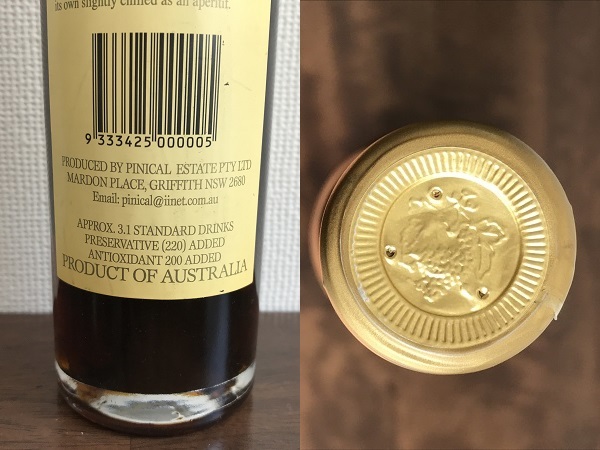 its own slightly chilled as an aperitif.
9 333425 000005
PRODUCED BY PINICAL ESTATE PTY LTD
MARDON PLACE, GRIFFITH NSW 2680
Email: pinical@iinet.com.au
APPROX. 3.1 STANDARD DRINKS
PRESERVATIVE (220) ADDED
ANTIOXIDANT 200 ADDED
PRODUCT OF AUSTRALIA